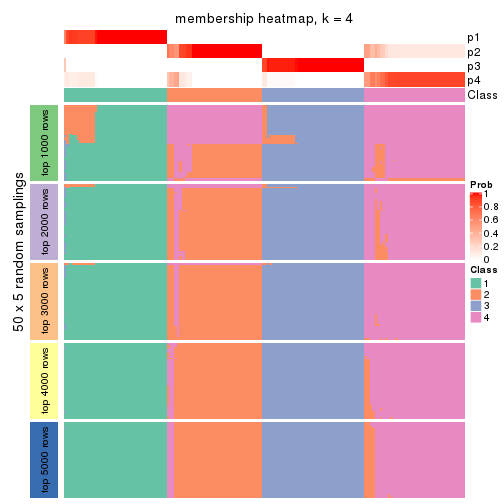 membership heatmap, k = 4
p1
p2
p3
p4
Class
50 x 5 random samplings
top 1000 rows
top 2000 rows
top 3000 rows
top 4000 rows
top 5000 rows
Prob
1
0.8
0.6
0.4
0.2
0
Class
1
2
3
4